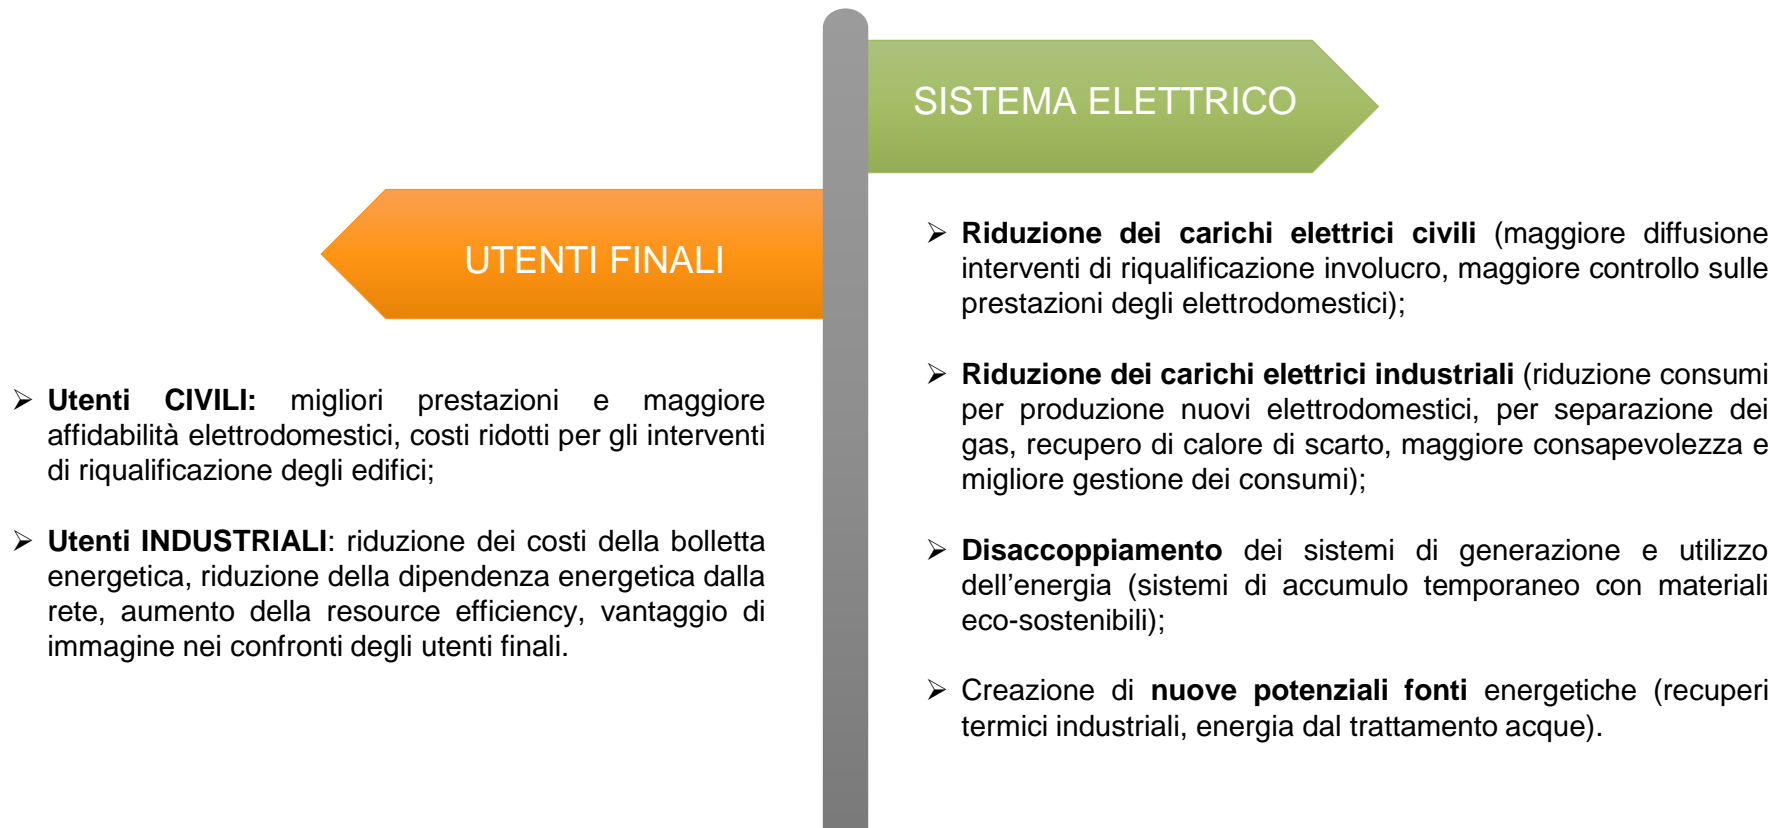 SISTEMA ELETTRICO
UTENTI FINALI
➢ Utenti CIVILI: migliori prestazioni e maggiore
affidabilità elettrodomestici, costi ridotti per gli interventi
di riqualificazione degli edifici;
➢ Utenti INDUSTRIALI: riduzione dei costi della bolletta
energetica, riduzione della dipendenza energetica dalla
rete, aumento della resource efficiency, vantaggio di
immagine nei confronti degli utenti finali.
➢ Riduzione dei carichi elettrici civili (maggiore diffusione
interventi di riqualificazione involucro, maggiore controllo sulle
prestazioni degli elettrodomestici);
➢ Riduzione dei carichi elettrici industriali (riduzione consumi
per produzione nuovi elettrodomestici, per separazione dei
gas, recupero di calore di scarto, maggiore consapevolezza e
migliore gestione dei consumi);
➢ Disaccoppiamento dei sistemi di generazione e utilizzo
dell’energia (sistemi di accumulo temporaneo con materiali
eco-sostenibili);
➢ Creazione di nuove potenziali fonti energetiche (recuperi
termici industriali, energia dal trattamento acque).